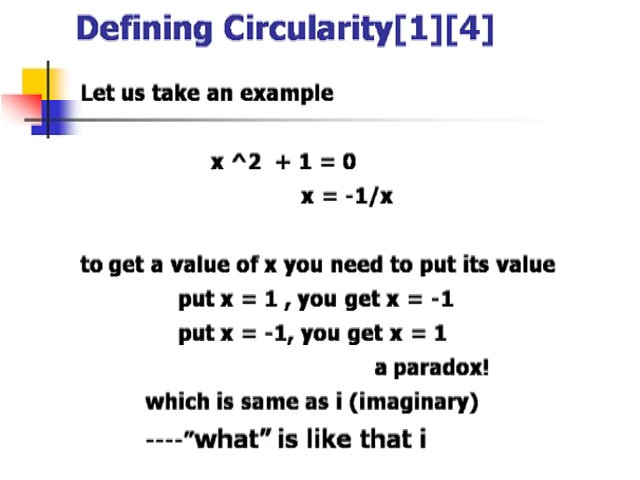 Defining Circularity[1][4]
Let us take an example
x ^2 + 1 = 0
x = -1/x
to get a value of x you need to put its value
put x = 1 , you get x = -1
put x = -1, you get x = 1
a paradox!
which is same as i (imaginary)
----”what” is like that i